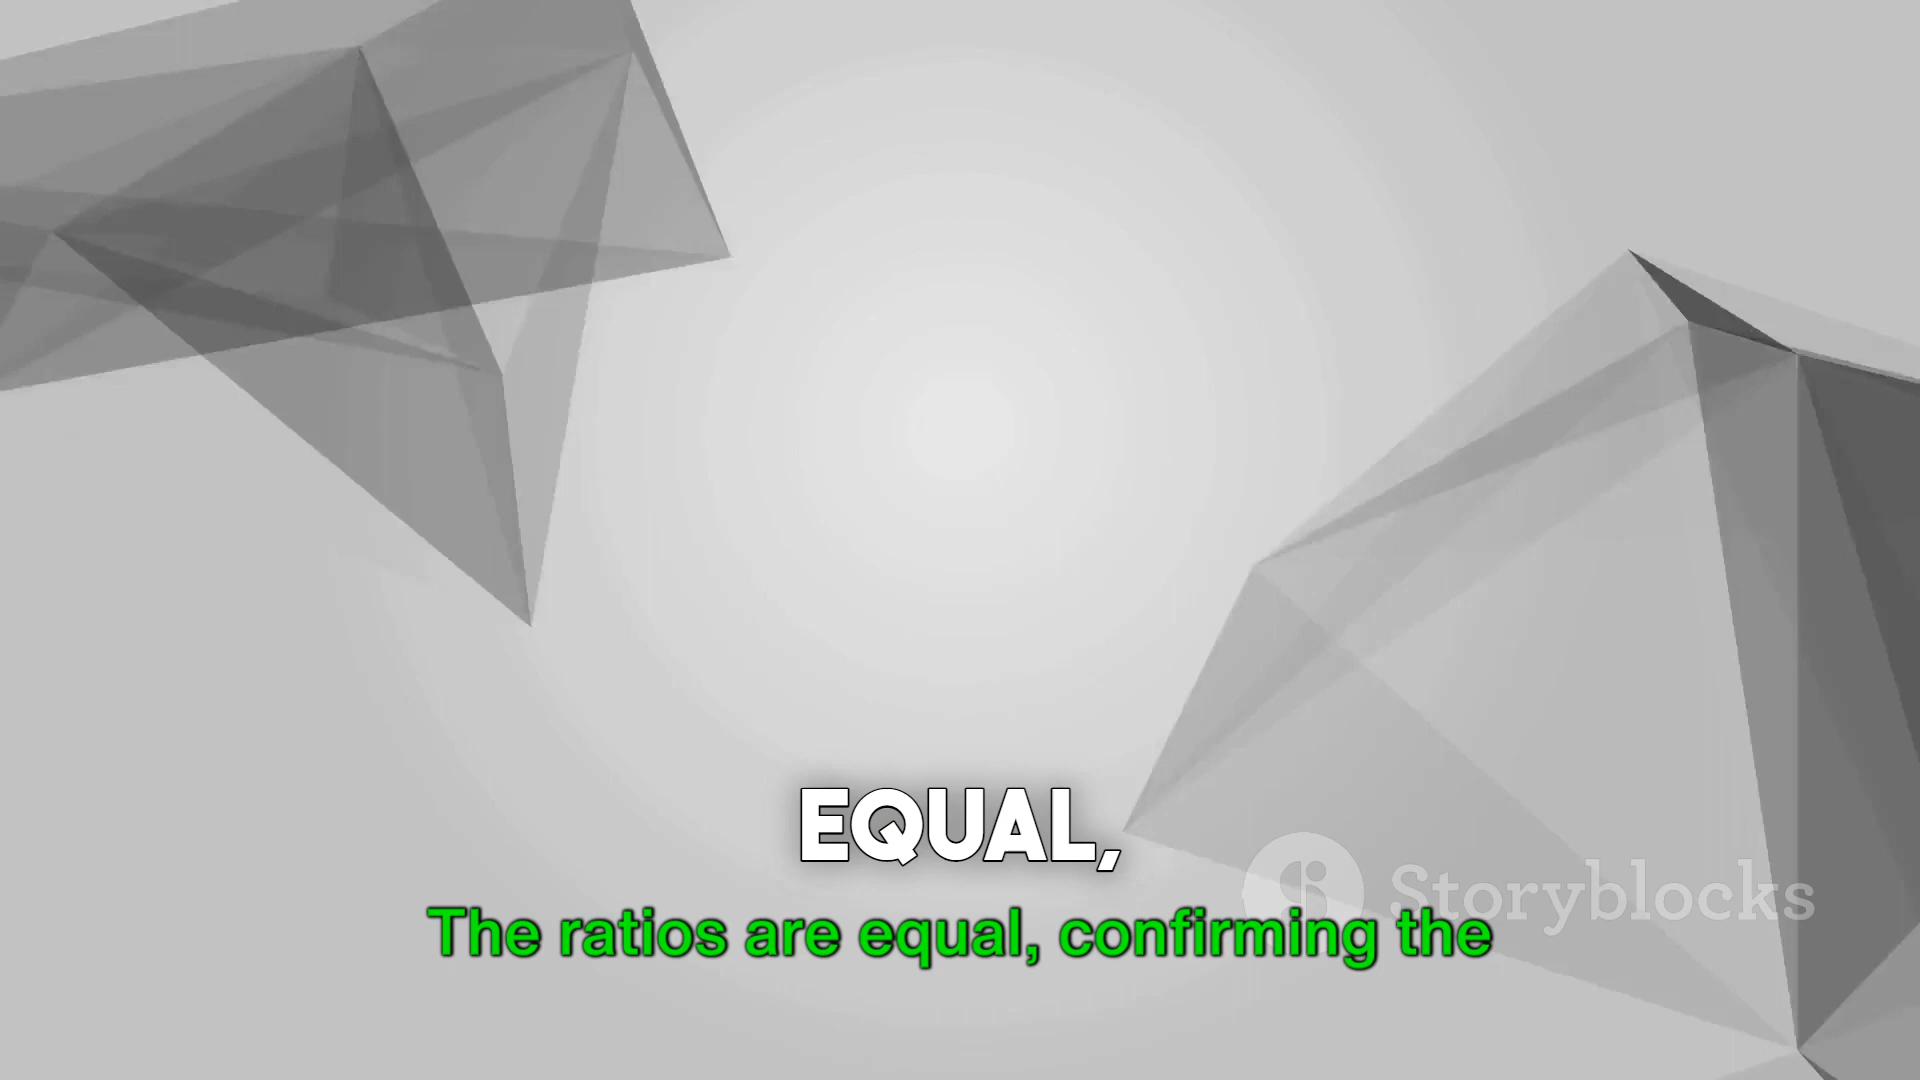 EQUAL,
Storyblocks
The ratios are equal, confirming the